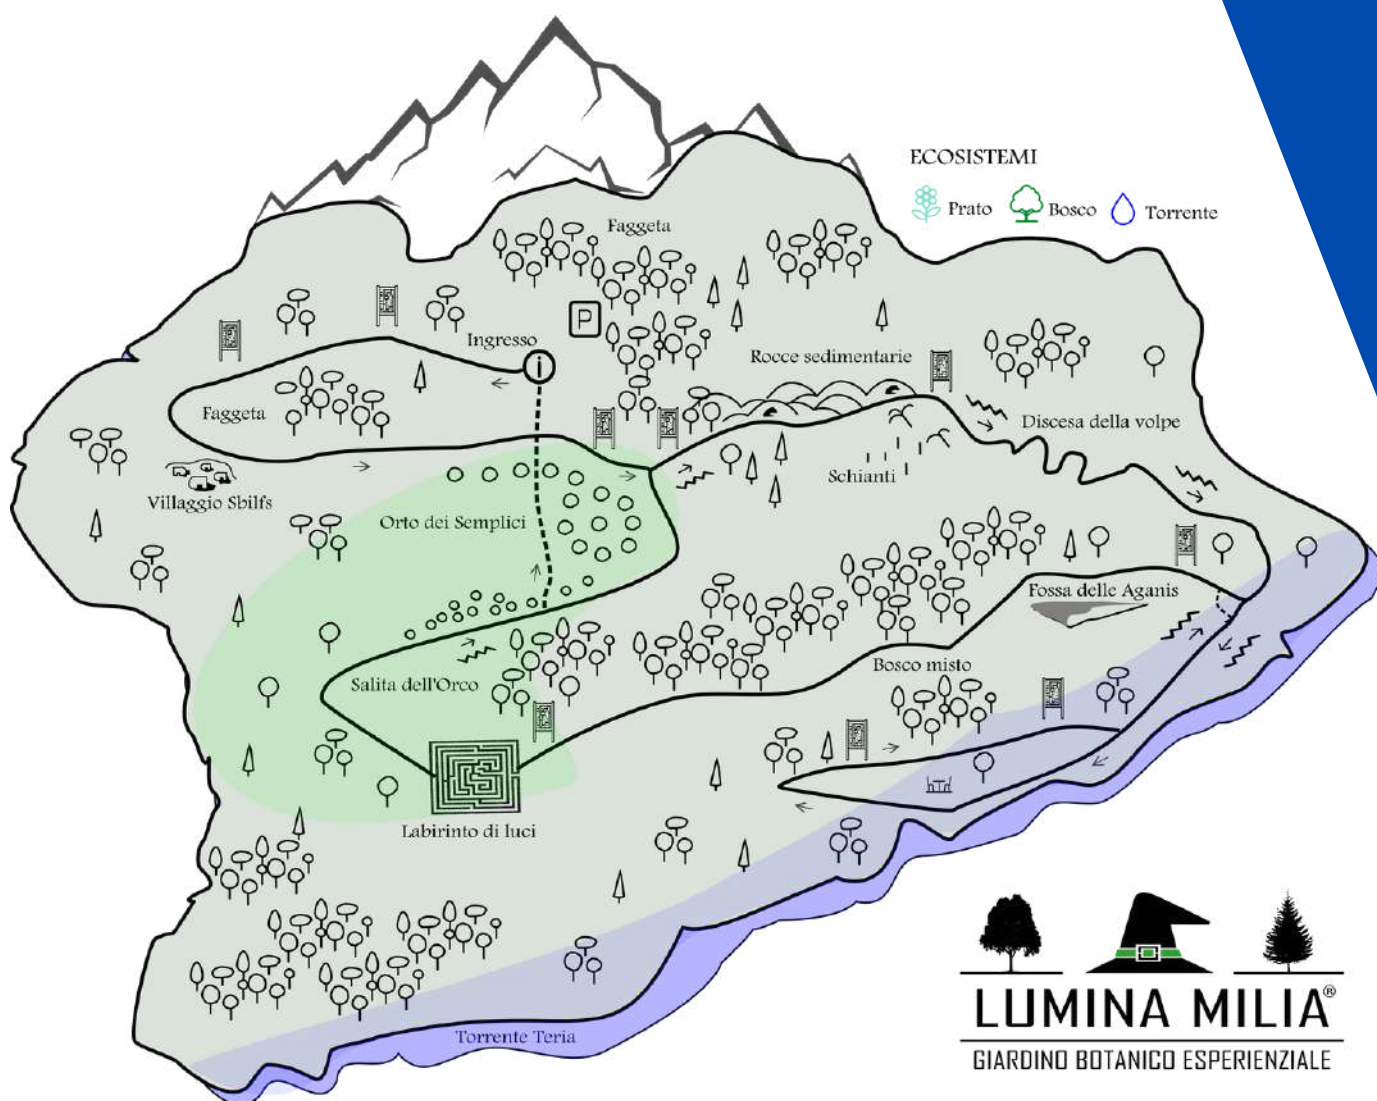 ECOSISTEMI
Prato
Bosco
Torrente
Faggeta
P
Ingresso
i
Rocce sedimentarie
Faggeta
Discesa della volpe
Schianti
Villaggio Sbilfs
Orto dei Semplici
Fossa delle Aganis
Bosco misto
Salita dell'Orco
Labirinto di luci
Torrente Teria
LUMINA MILIA®
GIARDINO BOTANICO ESPERIENZIALE